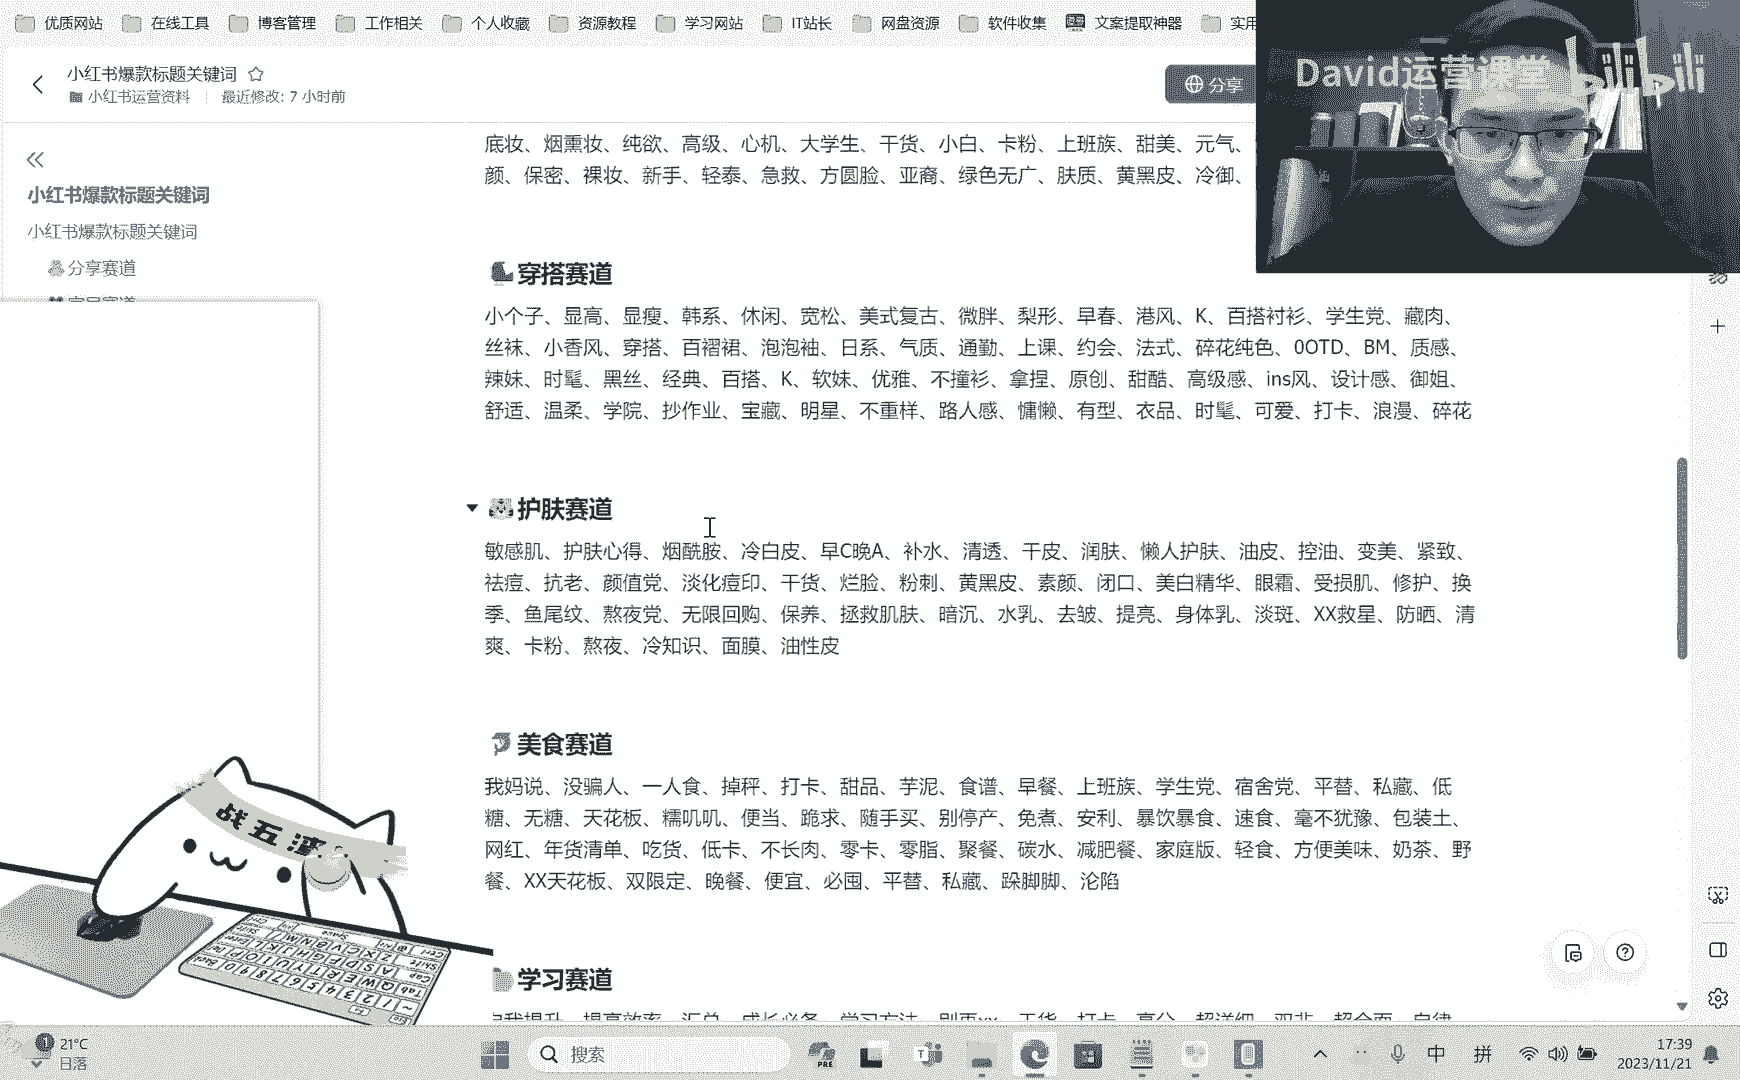 优质网站 在线工具 博客管理 工作相关 个人收藏 资源教程 学习网站 IT站长 网盘资源 软件收集 文案提取神器 实用
小红书爆款标题关键词
小红书运营资料 最近修改: 7 小时前
分享
David运营课堂 bilibili
小红书爆款标题关键词
小红书爆款标题关键词
分享赛道
底妆、烟熏妆、纯欲、高级、心机、大学生、干货、小白、卡粉、上班族、甜美、元气、
颜、保密、裸妆、新手、轻泰、急救、方圆脸、亚裔、绿色无广、肤质、黄黑皮、冷御、
穿搭赛道
小个子、显高、显瘦、韩系、休闲、宽松、美式复古、微胖、梨形、早春、港风、K、百搭衬衫、学生党、藏肉、
丝袜、小香风、穿搭、百褶裙、泡泡袖、日系、气质、通勤、上课、约会、法式、碎花纯色、0OTD、BM、质感、
辣妹、时髦、黑丝、经典、百搭、K、软妹、优雅、不撞衫、拿捏、原创、甜酷、高级感、ins风、设计感、御姐、
舒适、温柔、学院、抄作业、宝藏、明星、不重样、路人感、慵懒、有型、衣品、时髦、可爱、打卡、浪漫、碎花
护肤赛道
敏感肌、护肤心得、烟酰胺、冷白皮、早C晚A、补水、清透、干皮、润肤、懒人护肤、油皮、控油、变美、紧致、
祛痘、抗老、颜值党、淡化痘印、干货、烂脸、粉刺、黄黑皮、素颜、闭口、美白精华、眼霜、受损肌、修护、换
季、鱼尾纹、熬夜党、无限回购、保养、拯救肌肤、暗沉、水乳、去皱、提亮、身体乳、淡斑、XX救星、防晒、清
爽、卡粉、熬夜、冷知识、面膜、油性皮
美食赛道
我妈说、没骗人、一人食、掉秤、打卡、甜品、芋泥、食谱、早餐、上班族、学生党、宿舍党、平替、私藏、低
糖、无糖、天花板、糯叽叽、便当、跪求、随手买、别停产、免煮、安利、暴饮暴食、速食、毫不犹豫、包装土、
网红、年货清单、吃货、低卡、不长肉、零卡、零脂、聚餐、碳水、减肥餐、家庭版、轻食、方便美味、奶茶、野
餐、XX天花板、双限定、晚餐、便宜、必囤、平替、私藏、跺脚脚、沦陷
战五渣
学习赛道
21°C
日落
搜索
PRE
中 拼
17:39
2023/11/21